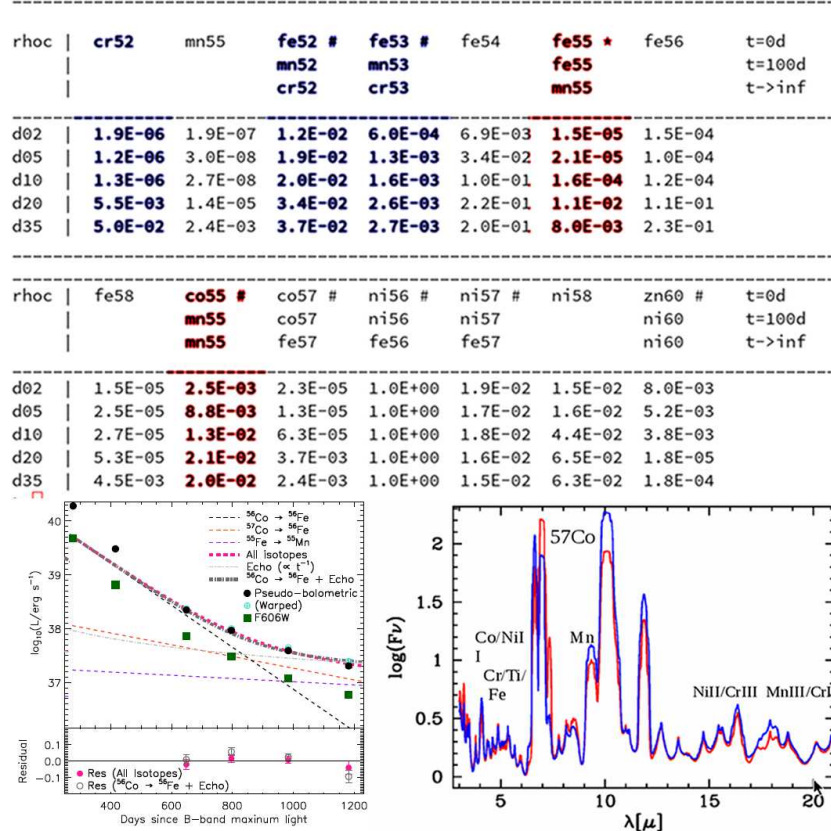 rhoc | cr52 mn55 fe52 # fe53 # fe54 fe55 * fe56 t=0d
| mn52 mn53 fe55 t=100d
| cr52 cr53 mn55 t->inf
d02 | 1.9E-06 1.9E-07 1.2E-02 6.0E-04 6.9E-03 1.5E-05 1.5E-04
d05 | 1.2E-06 3.0E-08 1.9E-02 1.3E-03 3.4E-02 2.1E-05 1.0E-04
d10 | 1.3E-06 2.7E-08 2.0E-02 1.6E-03 1.0E-01 1.6E-04 1.2E-04
d20 | 5.5E-03 1.4E-05 3.4E-02 2.6E-03 2.2E-01 1.1E-02 1.1E-01
d35 | 5.0E-02 2.4E-03 3.7E-02 2.7E-03 2.0E-01 8.0E-03 2.3E-01
rhoc | fe58 co55 # co57 # ni56 # ni57 # ni58 zn60 # t=0d
| mn55 co57 ni56 ni57 ni60 t=100d
| mn55 fe57 fe56 fe57 ni60 t->inf
d02 | 1.5E-05 2.5E-03 2.3E-05 1.0E+00 1.9E-02 1.5E-02 8.0E-03
d05 | 2.5E-05 8.8E-03 1.3E-05 1.0E+00 1.7E-02 1.6E-02 5.2E-03
d10 | 2.7E-05 1.3E-02 6.3E-05 1.0E+00 1.8E-02 4.4E-02 3.8E-03
d20 | 5.3E-05 2.1E-02 3.7E-03 1.0E+00 1.6E-02 6.5E-02 1.8E-05
d35 | 4.5E-03 2.0E-02 2.4E-03 1.0E+00 1.5E-02 6.3E-02 1.8E-04
⁵⁶Co → ⁵⁶Fe
⁵⁷Co → ⁵⁶Fe
⁵⁵Fe → ⁵⁵Mn
All isotopes
Echo (∝ t⁻¹)
⁵⁶Co → ⁵⁶Fe + Echo
Pseudo-bolometric
(Warped)
F606W
log₁₀(L/erg s⁻¹)
40
39
38
37
Residual
0.1
0.0
-0.1
Res (All Isotopes)
Res (⁵⁶Co → ⁵⁶Fe + Echo)
400 600 800 1000 1200
Days since B-band maximum light
log(Fν)
2
1.5
1
0.5
0
57Co
Co/NiI
I
Cr/Ti/
Fe
Mn
NiII/CrIII
MnIII/CrI
5 10 15 20
λ[μ]